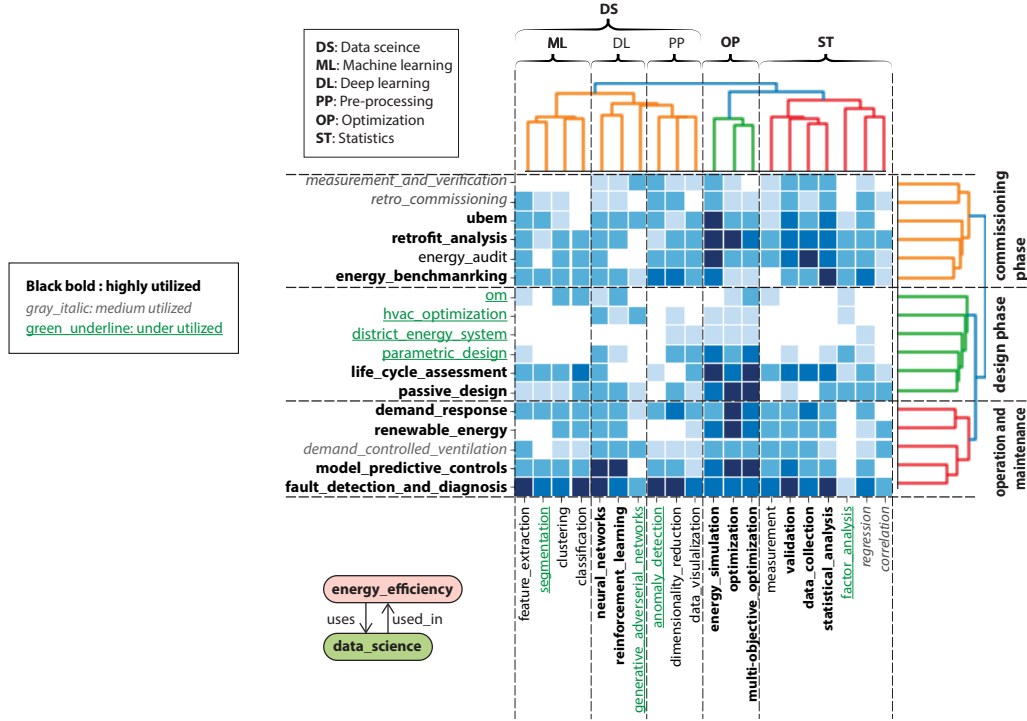 DS
ML
DL
PP
OP
ST
DS: Data sceince
ML: Machine learning
DL: Deep learning
PP: Pre-processing
OP: Optimization
ST: Statistics
Black bold : highly utilized
gray_italic: medium utilized
green_underline: under utilized
measurement_and_verification
retro_commissioning
ubem
retrofit_analysis
energy_audit
energy_benchmanrking
om
hvac_optimization
district_energy_system
parametric_design
life_cycle_assessment
passive_design
demand_response
renewable_energy
demand_controlled_ventilation
model_predictive_controls
fault_detection_and_diagnosis
commissioning
phase
design phase
operation and
maintenance
feature_extraction
segmentation
clustering
classification
neural_networks
reinforcement_learning
generative_adverserial_networks
anomaly_detection
dimensionality_reduction
data_visulalization
energy_simulation
optimization
multi-objective_optimization
measurement
validation
data_collection
statistical_analysis
factor_analysis
regression
correlation
energy_efficiency
uses
used_in
data_science